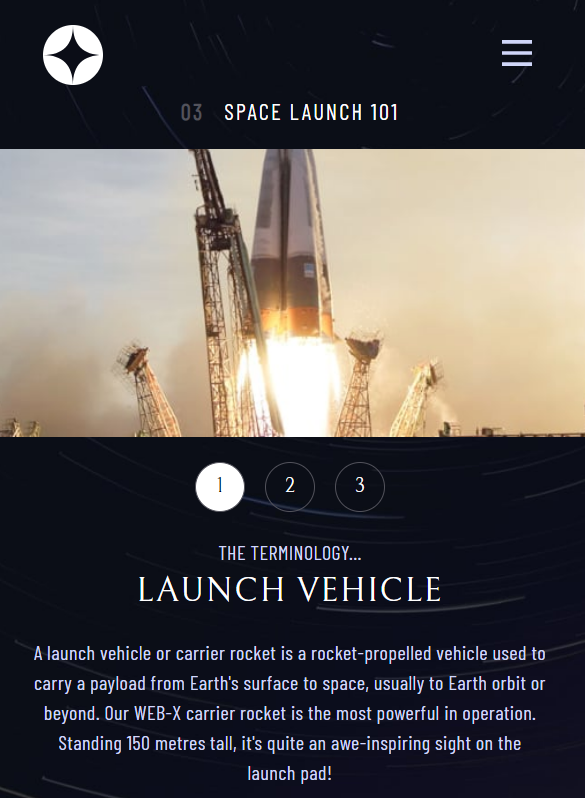 03 SPACE LAUNCH 101
1 2 3
THE TERMINOLOGY...
LAUNCH VEHICLE
A launch vehicle or carrier rocket is a rocket-propelled vehicle used to
carry a payload from Earth's surface to space, usually to Earth orbit or
beyond. Our WEB-X carrier rocket is the most powerful in operation.
Standing 150 metres tall, it's quite an awe-inspiring sight on the
launch pad!